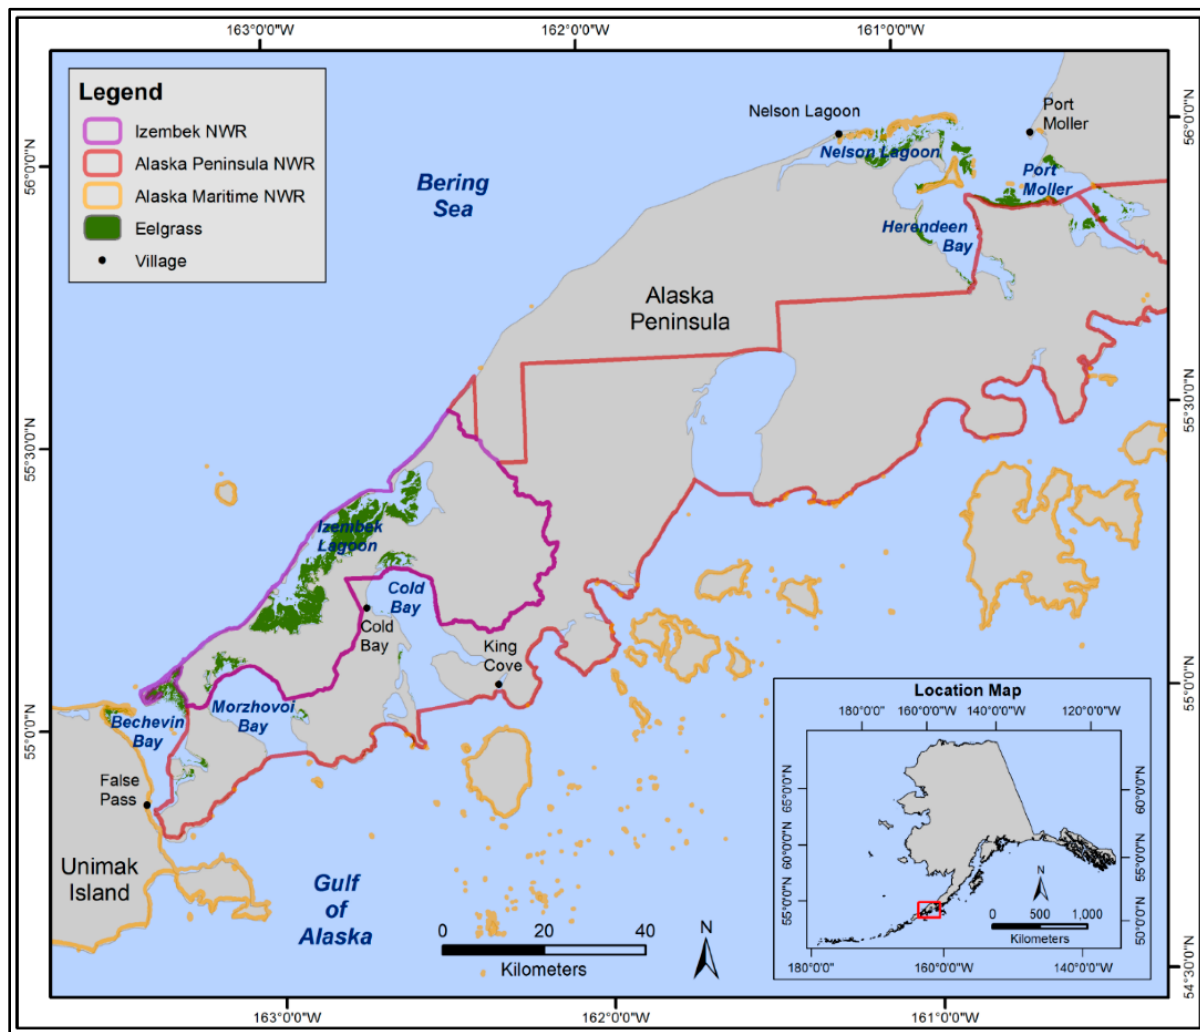 163°0'0"W
162°0'0"W
161°0'0"W
Legend
Izembek NWR
Alaska Peninsula NWR
Alaska Maritime NWR
Eelgrass
Village
56°0'0"N
55°30'0"N
55°0'0"N
Bering
Sea
Nelson Lagoon
Nelson Lagoon
Port
Moller
Port
Moller
Herendeen
Bay
Alaska
Peninsula
56°0'0"N
55°30'0"N
55°0'0"N
54°30'0"N
Izembek
Lagoon
Cold
Bay
Cold
Bay
King
Cove
Morzhovoi
Bay
Bechevin
Bay
False
Pass
Unimak
Island
Gulf
of
Alaska
0 20 40
Kilometers
N
Location Map
180°0'0"
160°0'0"W
140°0'0"W
120°0'0"W
65°0'0"N
60°0'0"N
55°0'0"N
60°0'0"N
55°0'0"N
50°0'0"N
N
0 500 1,000
Kilometers
180°0'0"
160°0'0"W
140°0'0"W
163°0'0"W
162°0'0"W
161°0'0"W